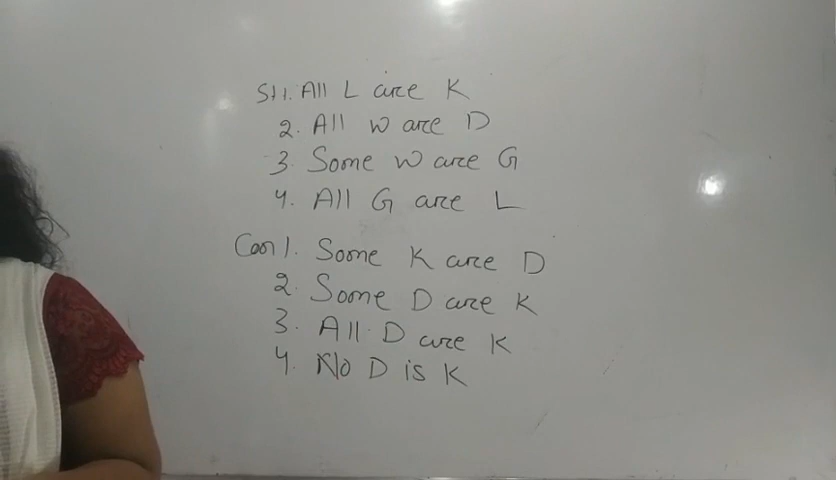 St1. All L are K
2. All W are D
3. Some W are G
4. All G are L
Con 1. Some K are D
2. Some D are K
3. All D are K
4. No D is K